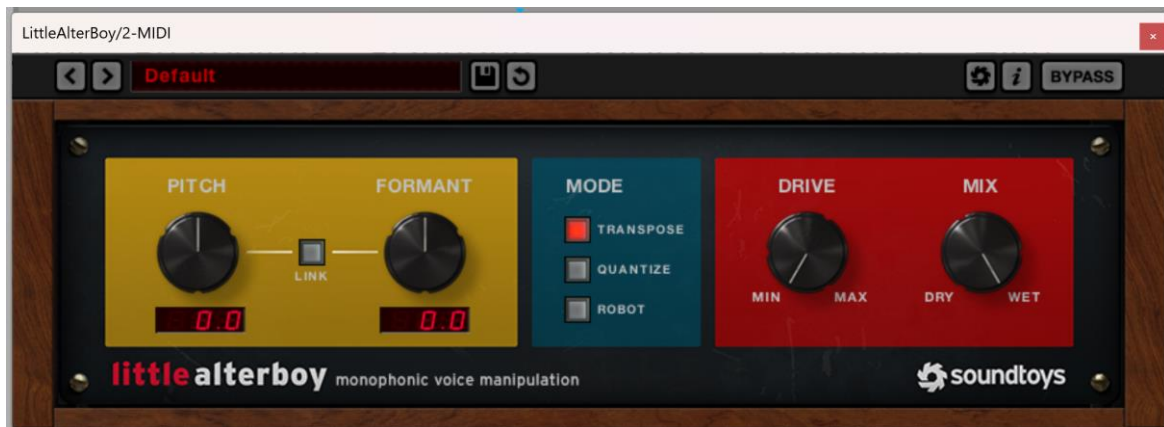 LittleAlterBoy/2-MIDI
×
Default
i
BYPASS
PITCH
FORMANT
LINK
0.0
0.0
MODE
TRANSPOSE
QUANTIZE
ROBOT
DRIVE
MIX
MIN
MAX
DRY
WET
littlealterboy monophonic voice manipulation
soundtoys